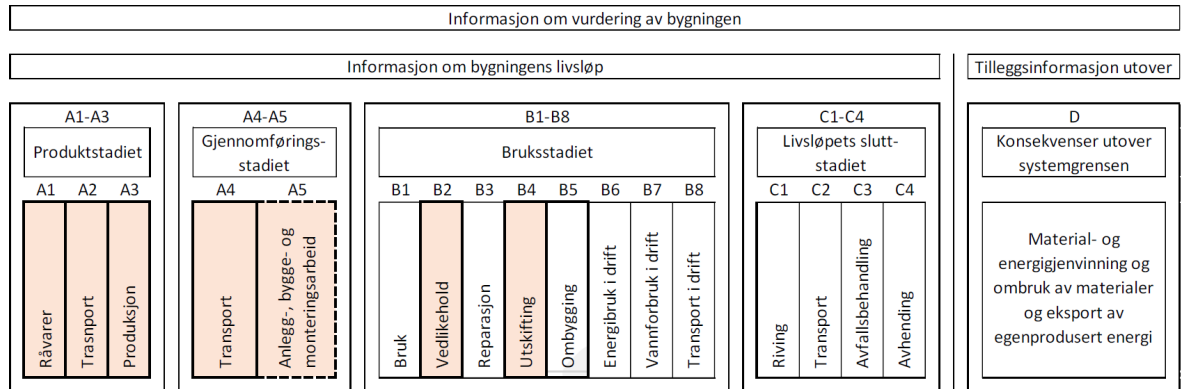 Informasjon om vurdering av bygningen
Informasjon om bygningens livsløp
Tilleggsinformasjon utover
A1-A3
Produktstadiet
A1 A2 A3
Råvarer
Trasnport
Produksjon
A4-A5
Gjennomførings-
stadiet
A4 A5
Transport
Anlegg-, bygge- og
monteringsarbeid
B1-B8
Bruksstadiet
B1 B2 B3 B4 B5 B6 B7 B8
Bruk
Vedlikehold
Reparasjon
Utskifting
Ombygging
Energibruk i drift
Vannforbruk i drift
Transport i drift
C1-C4
Livsløpets slutt-
stadiet
C1 C2 C3 C4
Riving
Transport
Avfallsbehandling
Avhending
D
Konsekvenser utover
systemgrensen
Material- og
energigjenvinning og
ombruk av materialer
og eksport av
egenprodusert energi